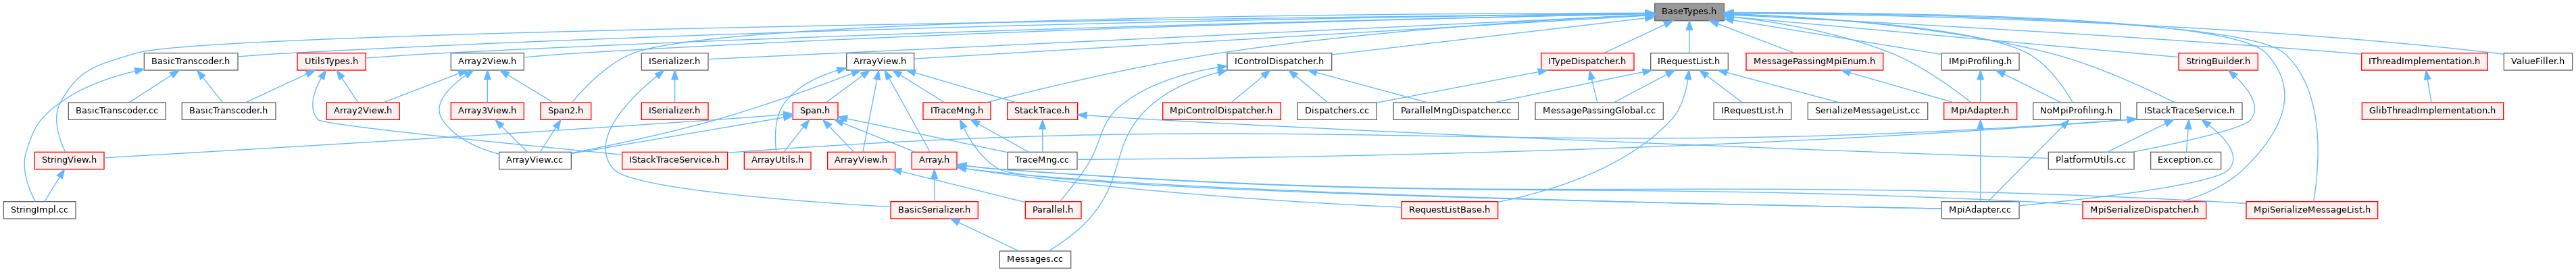 BaseTypes.h
BasicTranscoder.h
UtilsTypes.h
Array2View.h
ISerializer.h
ArrayView.h
IControlDispatcher.h
ITypeDispatcher.h
IRequestList.h
MessagePassingMpiEnum.h
IMpiProfiling.h
StringBuilder.h
IThreadImplementation.h
ValueFiller.h
BasicTranscoder.cc
BasicTranscoder.h
Array2View.h
Array3View.h
Span2.h
ISerializer.h
Span.h
ITraceMng.h
StackTrace.h
MpiControlDispatcher.h
Dispatchers.cc
ParallelMngDispatcher.cc
MessagePassingGlobal.cc
IRequestList.h
SerializeMessageList.cc
MpiAdapter.h
NoMpiProfiling.h
IStackTraceService.h
GlibThreadImplementation.h
StringView.h
ArrayView.cc
IStackTraceService.h
ArrayUtils.h
ArrayView.h
Array.h
TraceMng.cc
PlatformUtils.cc
Exception.cc
StringImpl.cc
BasicSerializer.h
Parallel.h
RequestListBase.h
MpiAdapter.cc
MpiSerializeDispatcher.h
MpiSerializeMessageList.h
Messages.cc